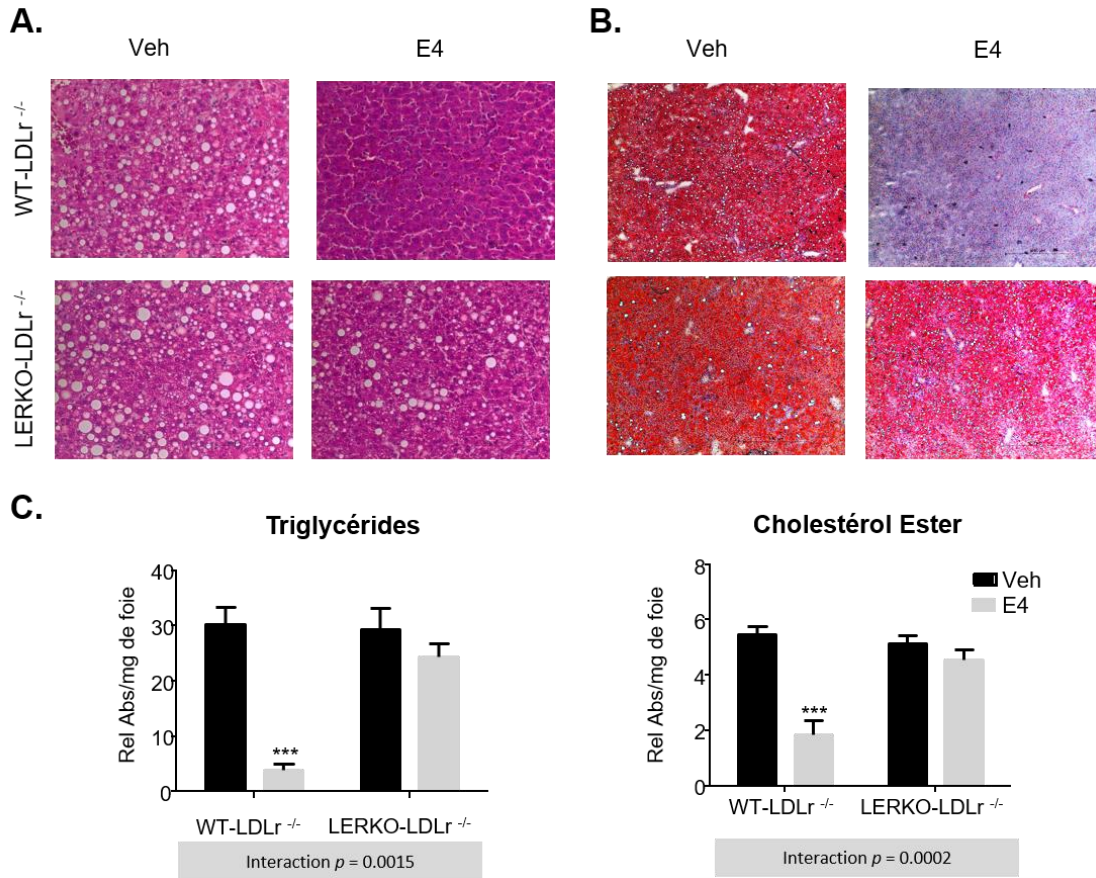 A.
Veh
E4
WT-LDLr -/-
LERKO-LDLr -/-
B.
Veh
E4
C.
Triglycérides
Rel Abs/mg de foie
40
30
20
10
0
***
WT-LDLr -/-
LERKO-LDLr -/-
Interaction p = 0.0015
Cholestérol Ester
Rel Abs/mg de foie
8
6
4
2
0
***
Veh
E4
WT-LDLr -/-
LERKO-LDLr -/-
Interaction p = 0.0002